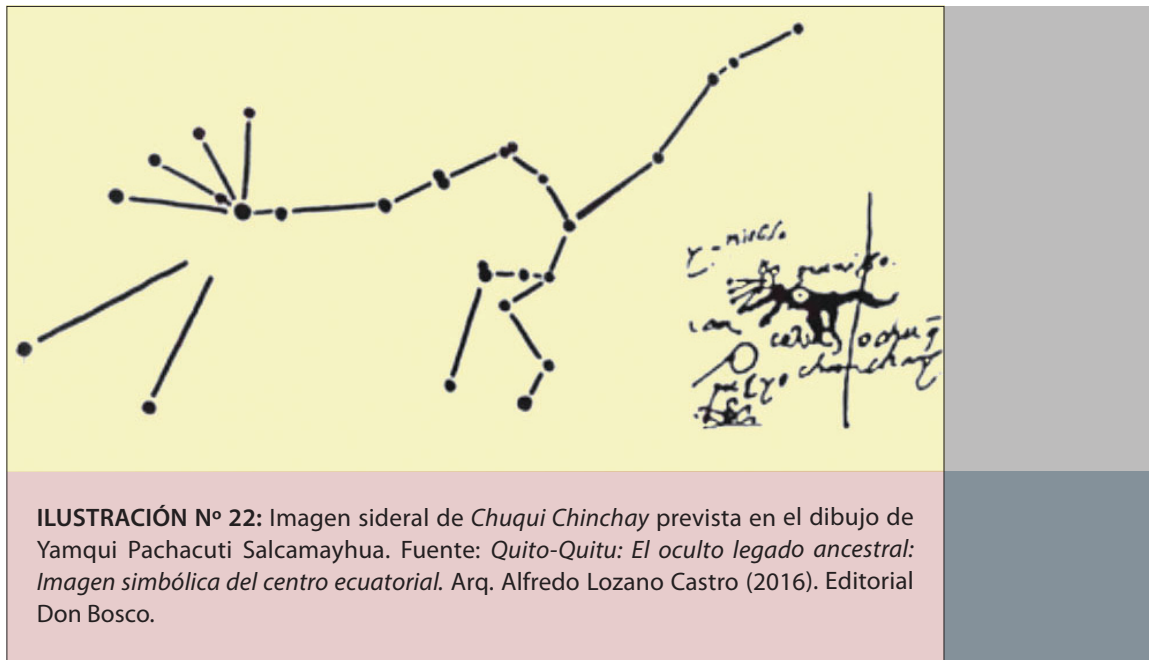 ILUSTRACIÓN Nº 22: Imagen sideral de Chuqui Chinchay prevista en el dibujo de
Yamqui Pachacuti Salcamayhua. Fuente: Quito-Quitu: El oculto legado ancestral:
Imagen simbólica del centro ecuatorial. Arq. Alfredo Lozano Castro (2016). Editorial
Don Bosco.